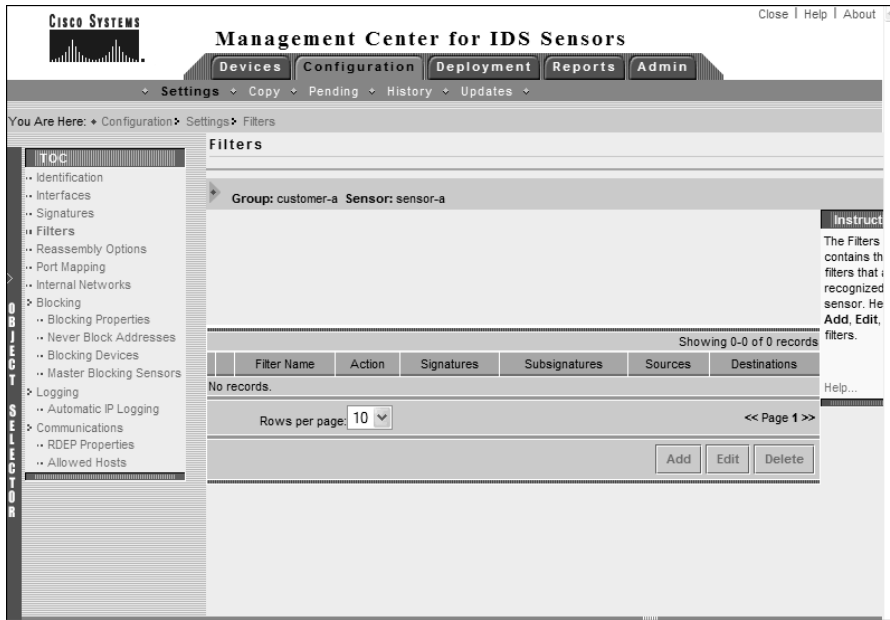 Close | Help | About
CISCO SYSTEMS
Management Center for IDS Sensors
Devices Configuration Deployment Reports Admin
Settings Copy Pending History Updates
You Are Here: Configuration Settings Filters
Filters
TOC
Identification
Interfaces
Signatures
Filters
Reassembly Options
Port Mapping
Internal Networks
Blocking
Blocking Properties
Never Block Addresses
Blocking Devices
Master Blocking Sensors
Logging
Automatic IP Logging
Communications
RDEP Properties
Allowed Hosts
OBJECT SELECTOR
Group: customer-a Sensor: sensor-a
Showing 0-0 of 0 records
Filter Name Action Signatures Subsignatures Sources Destinations
No records.
Rows per page: 10
<< Page 1 >>
Add Edit Delete
Instruct
The Filters
contains th
filters that a
recognized
sensor. He
Add, Edit,
filters.
Help...